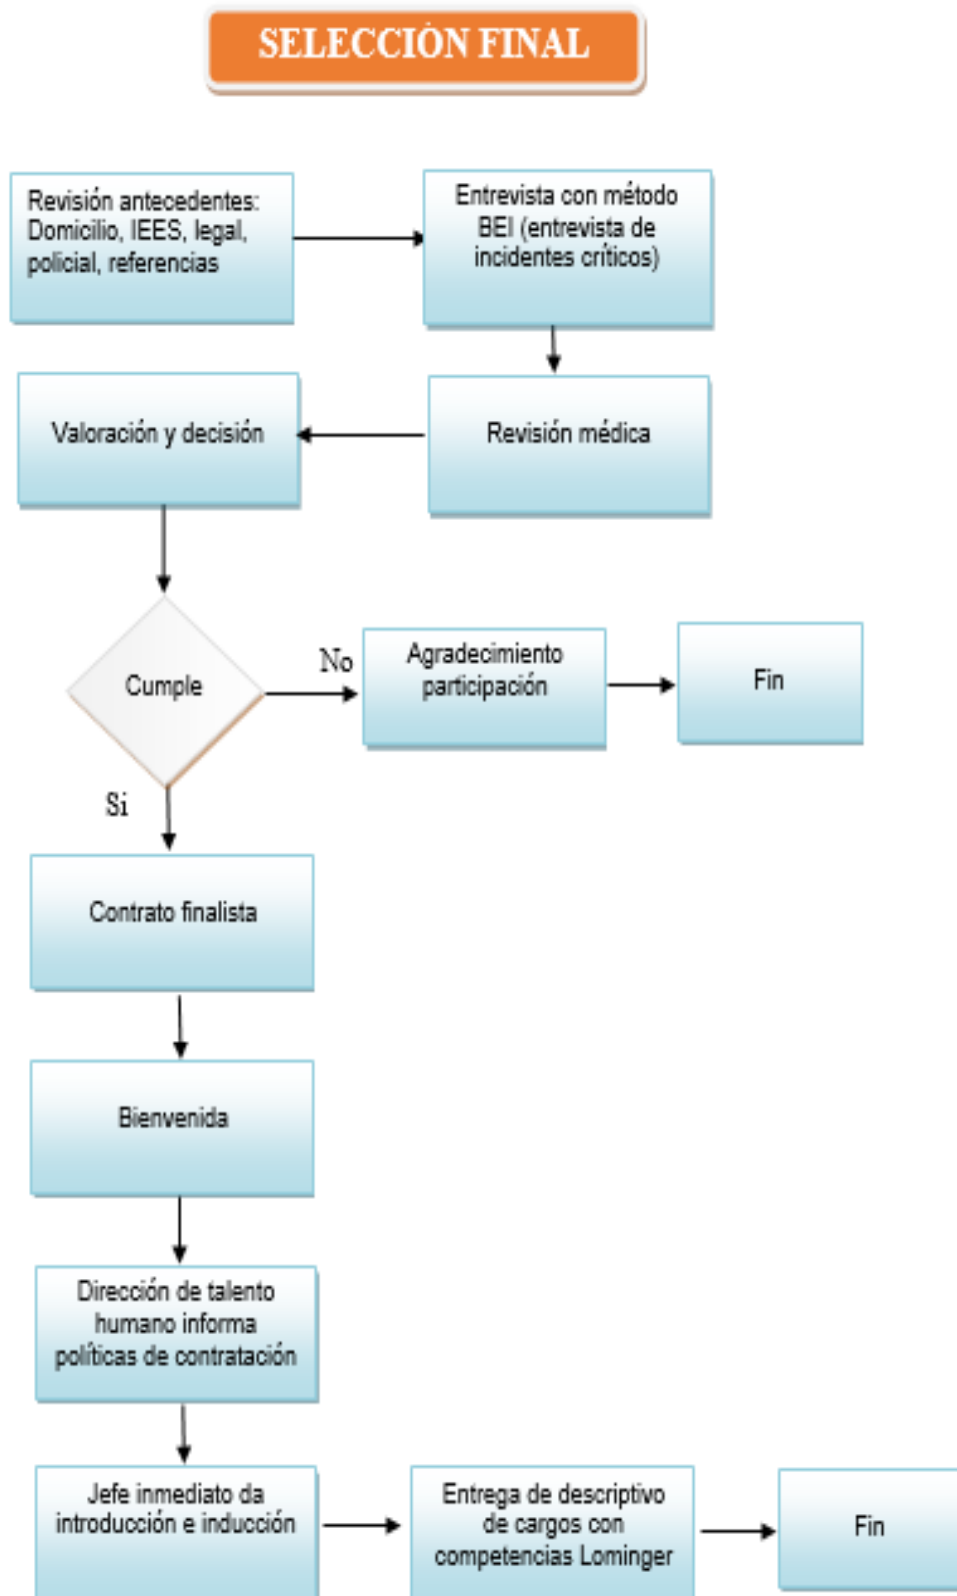 SELECCIÓN FINAL
Revisión antecedentes:
Domicilio, IEES, legal,
policial, referencias
Entrevista con método
BEI (entrevista de
incidentes críticos)
Valoración y decisión
Revisión médica
Cumple
No
Agradecimiento
participación
Fin
Si
Contrato finalista
Bienvenida
Dirección de talento
humano informa
políticas de contratación
Jefe inmediato da
introducción e inducción
Entrega de descriptivo
de cargos con
competencias Lominger
Fin